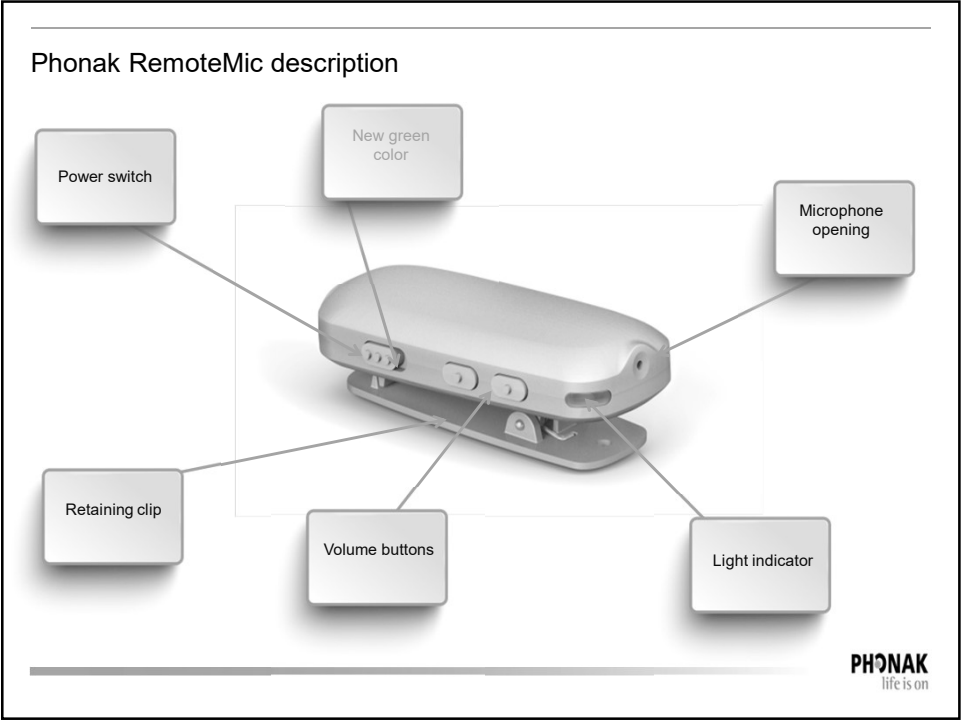 Phonak RemoteMic description
New green
color
Power switch
Microphone
opening
Retaining clip
Volume buttons
Light indicator
PHONAK
life is on